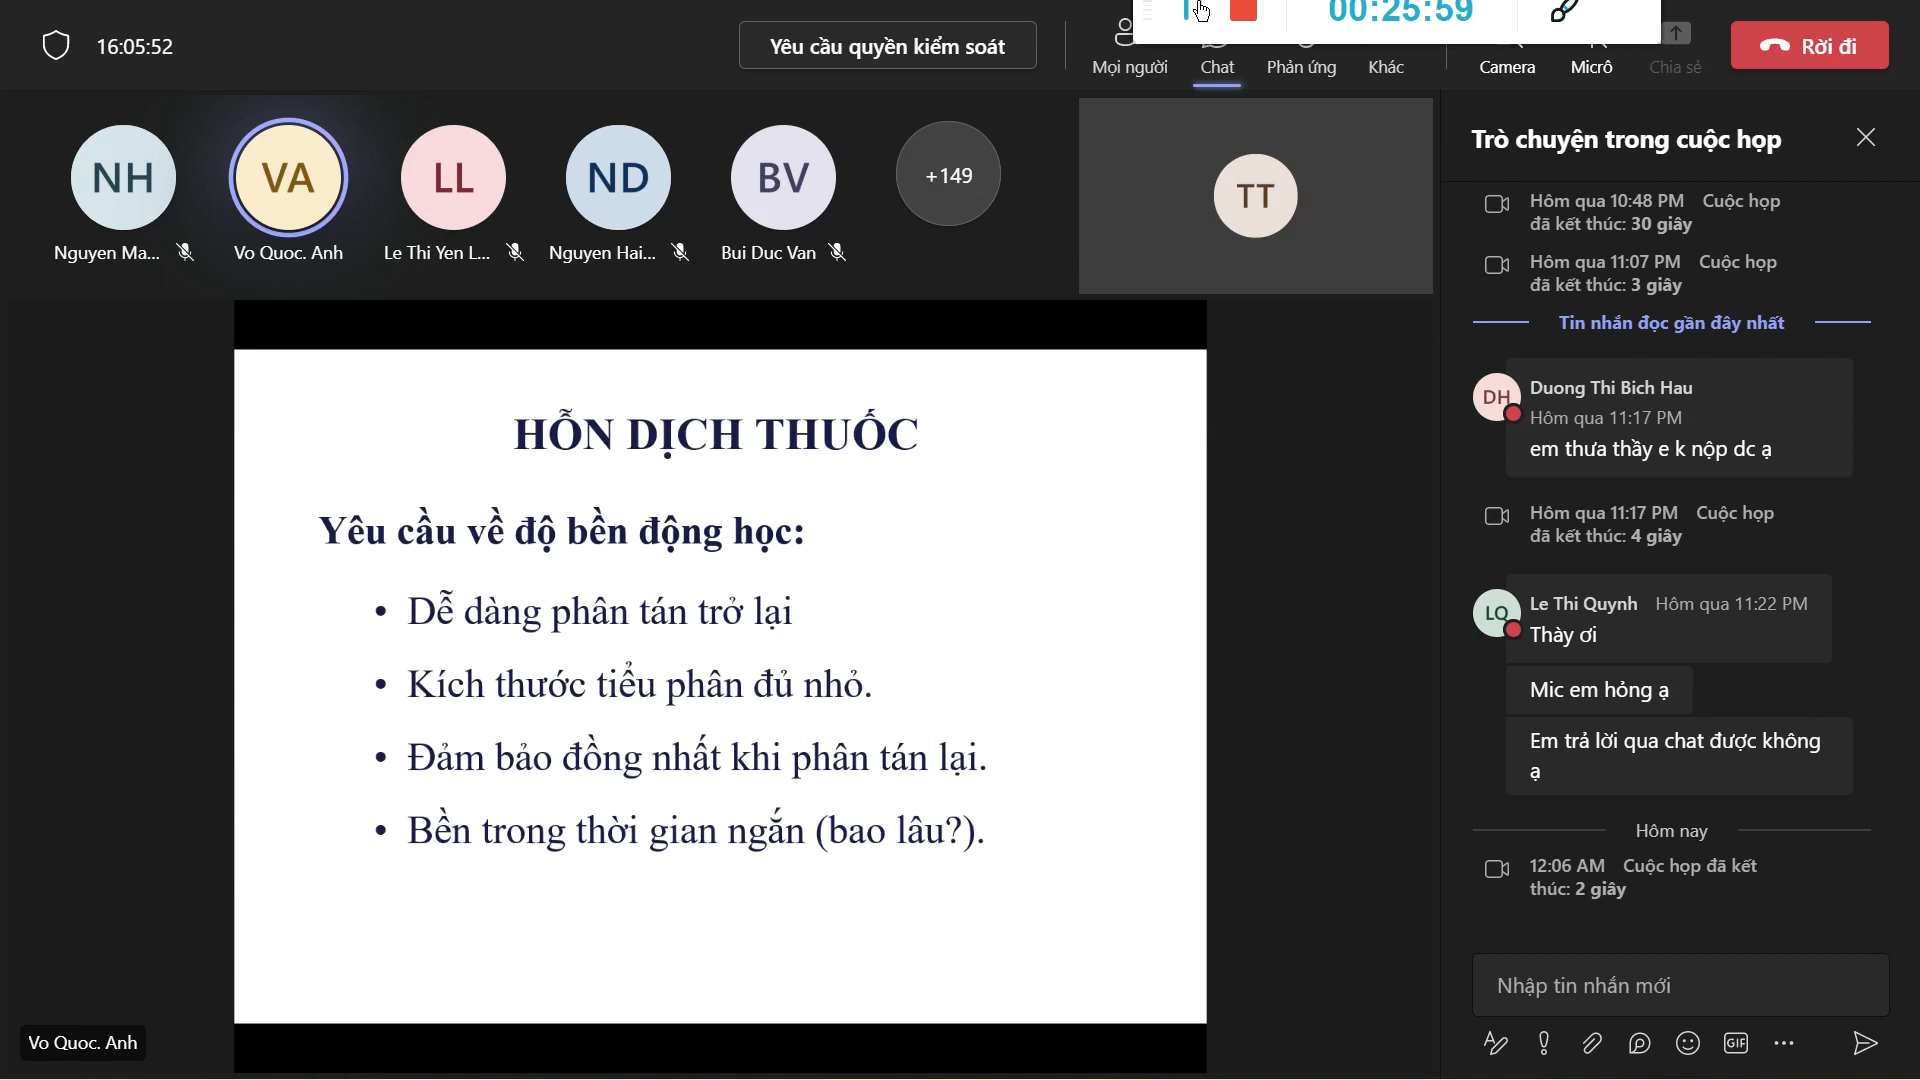 16:05:52
Yêu cầu quyền kiểm soát
00:25:59
Mọi người
Chat
Phản ứng
Khác
Camera
Micrô
Chia sẻ
Rời đi
NH
VA
LL
ND
BV
+149
TT
Nguyen Ma...
Vo Quoc. Anh
Le Thi Yen L...
Nguyen Hai...
Bui Duc Van
HỖN DỊCH THUỐC
Yêu cầu về độ bền động học:
• Dễ dàng phân tán trở lại
• Kích thước tiểu phân đủ nhỏ.
• Đảm bảo đồng nhất khi phân tán lại.
• Bền trong thời gian ngắn (bao lâu?).
Vo Quoc. Anh
Trò chuyện trong cuộc họp
Hôm qua 10:48 PM Cuộc họp
đã kết thúc: 30 giây
Hôm qua 11:07 PM Cuộc họp
đã kết thúc: 3 giây
Tin nhắn đọc gần đây nhất
DH
Duong Thi Bich Hau
Hôm qua 11:17 PM
em thưa thầy e k nộp dc ạ
Hôm qua 11:17 PM Cuộc họp
đã kết thúc: 4 giây
LQ
Le Thi Quynh Hôm qua 11:22 PM
Thày ơi
Mic em hỏng ạ
Em trả lời qua chat được không
ạ
Hôm nay
12:06 AM Cuộc họp đã kết
thúc: 2 giây
Nhập tin nhắn mới
GIF